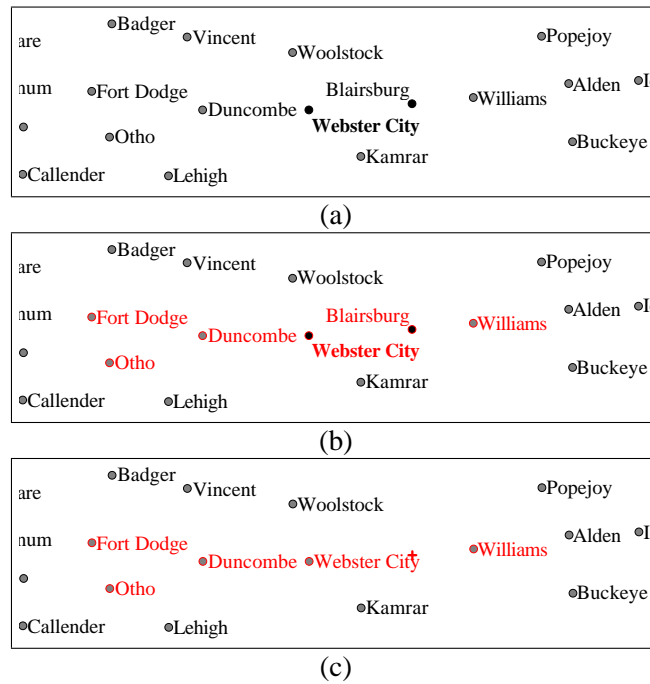 Badger
are Vincent Popejoy
Woolstock
num Fort Dodge Blairsburg Williams Alden
Duncombe
Webster City
Otho Buckeye
Kamrar
Callender Lehigh
(a)
Badger
are Vincent Popejoy
Woolstock
num Fort Dodge Blairsburg Williams Alden
Duncombe
Webster City
Otho Buckeye
Kamrar
Callender Lehigh
(b)
Badger
are Vincent Popejoy
Woolstock
num Fort Dodge Williams Alden
Duncombe Webster City
Otho Buckeye
Kamrar
Callender Lehigh
(c)